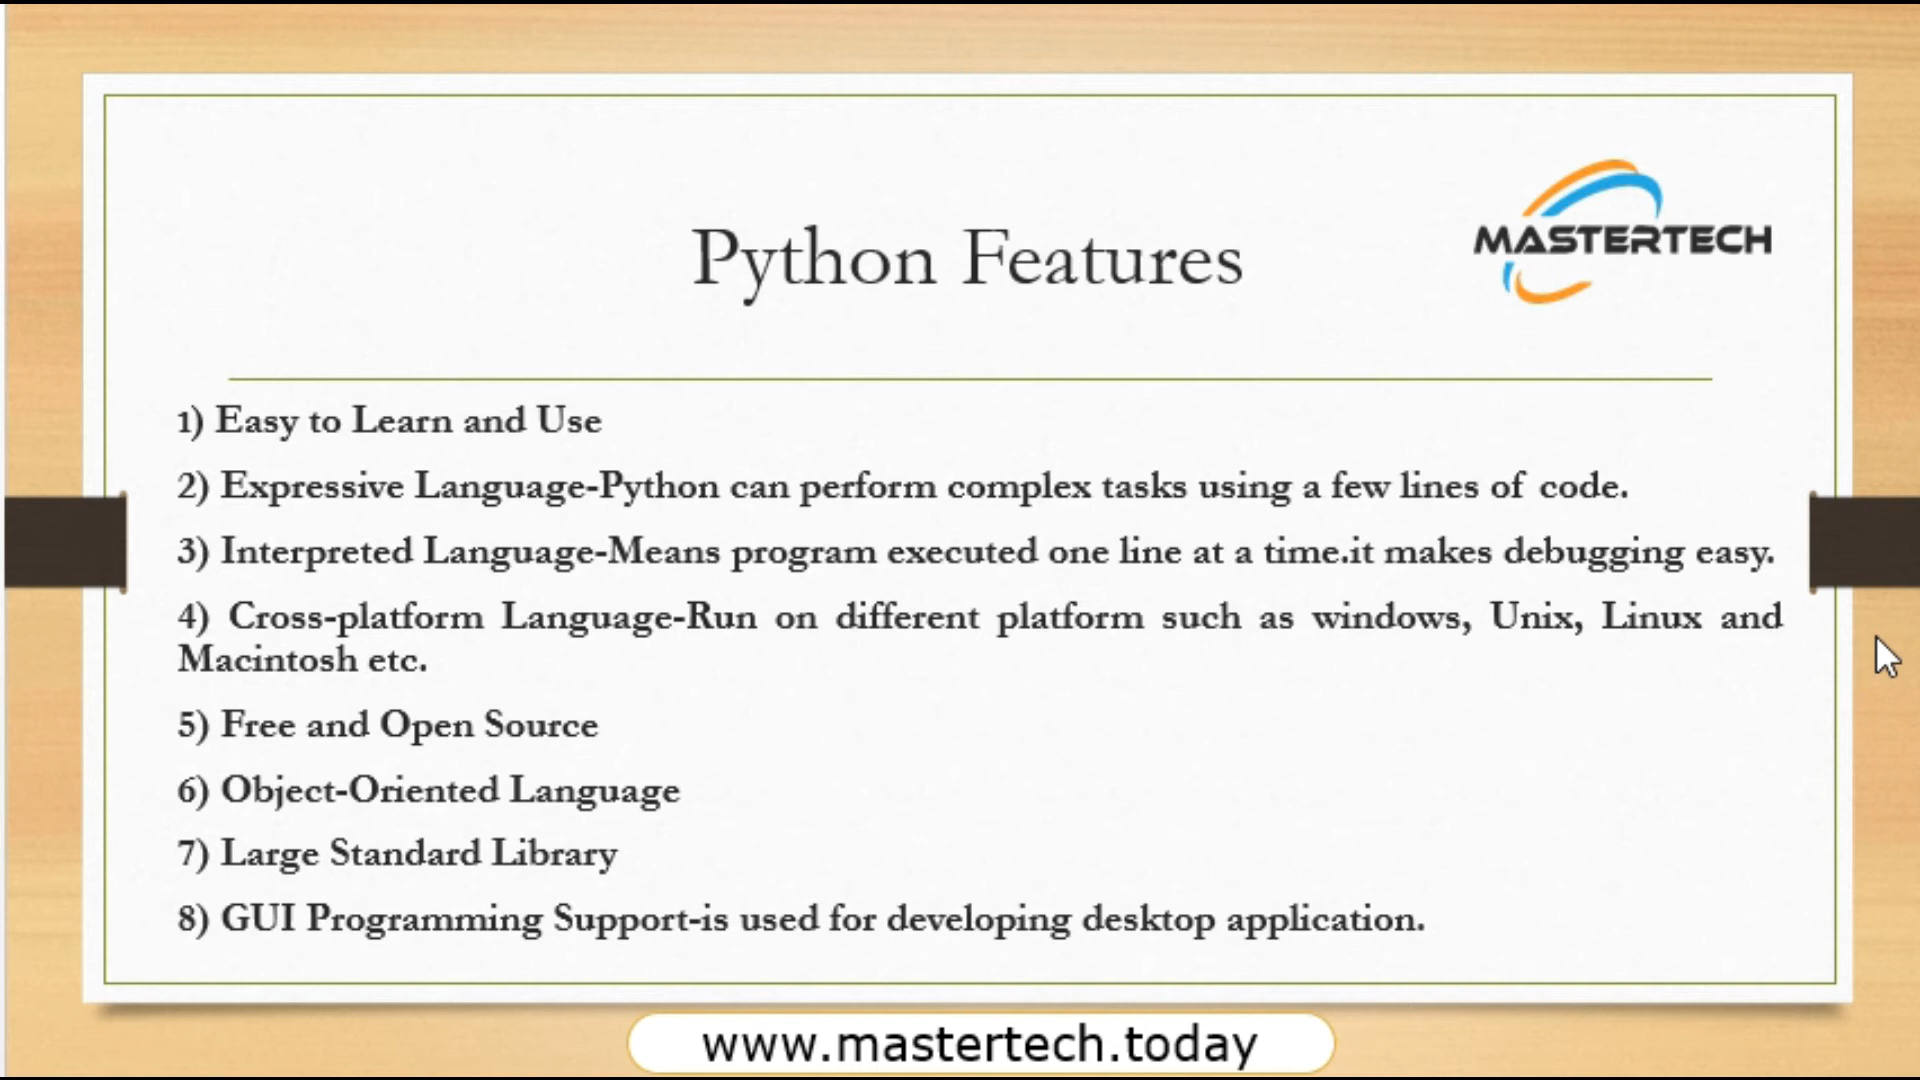 MASTERTECH
Python Features
1) Easy to Learn and Use
2) Expressive Language-Python can perform complex tasks using a few lines of code.
3) Interpreted Language-Means program executed one line at a time.it makes debugging easy.
4) Cross-platform Language-Run on different platform such as windows, Unix, Linux and
Macintosh etc.
5) Free and Open Source
6) Object-Oriented Language
7) Large Standard Library
8) GUI Programming Support-is used for developing desktop application.
www.mastertech.today